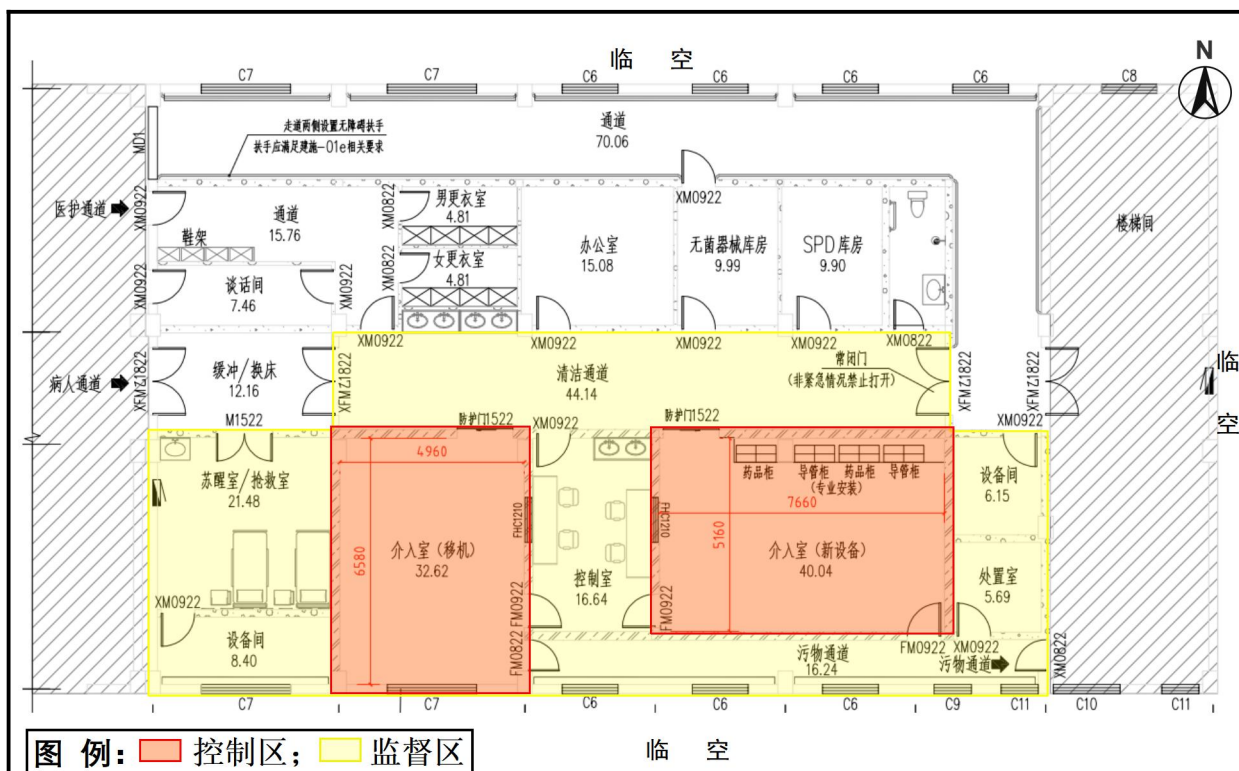 临 空
N
C7
C7
C6
C6
C6
C6
C8
走道两侧设置无障碍扶手
扶手应满足建施-01e相关要求
通道
70.06
MD1
XM0922
医护通道
XM0922
通道
15.76
鞋架
XM0822
男更衣室
4.81
XM0822
女更衣室
4.81
办公室
15.08
无菌器械库房
9.99
SPD 库房
9.90
楼梯间
XM0922
谈话间
7.46
XM0922
XM0922
XM0922
XM0922
XM0922
XM0822
病人通道
XFMZ1822
缓冲/换床
12.16
XFMZ1822
清洁通道
44.14
常闭门
(非紧急情况禁止打开)
XFMZ1822
XFMZ1822
临
空
M1522
防护门1522
XM0922
防护门1522
XM0922
苏醒室/抢救室
21.48
4960
6580
介入室(移机)
32.62
FHC1210
控制室
16.64
FHC1210
药品柜
导管柜
药品柜
导管柜
(专业安装)
7660
5160
介入室(新设备)
40.04
设备间
6.15
处置室
5.69
XM0922
设备间
8.40
FM0922
FM0822
FM0922
FM0922
XM0922
污物通道
16.24
污物通道
XM0822
C7
C7
C6
C6
C9
C11
C10
C11
图 例: 控制区; 监督区
临 空